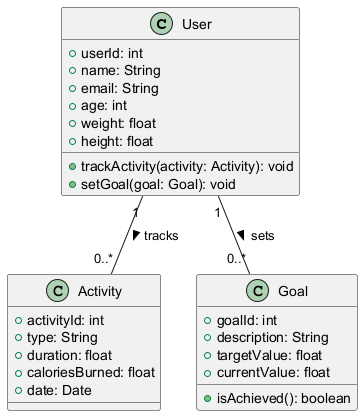 C User
userId: int
name: String
email: String
age: int
weight: float
height: float
trackActivity(activity: Activity): void
setGoal(goal: Goal): void
1 1
tracks sets
0..* 0..*
C Activity
activityId: int
type: String
duration: float
caloriesBurned: float
date: Date
C Goal
goalId: int
description: String
targetValue: float
currentValue: float
isAchieved(): boolean